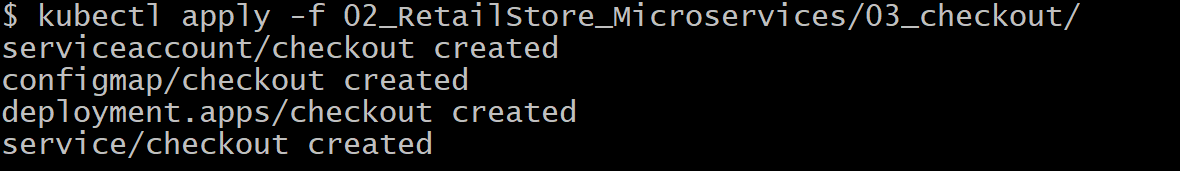 $ kubectl apply -f 02_RetailStore_Microservices/03_checkout/
serviceaccount/checkout created
configmap/checkout created
deployment.apps/checkout created
service/checkout created